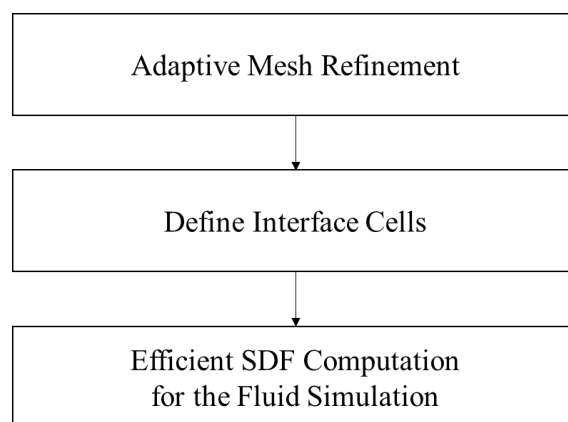 Adaptive Mesh Refinement
Define Interface Cells
Efficient SDF Computation
for the Fluid Simulation